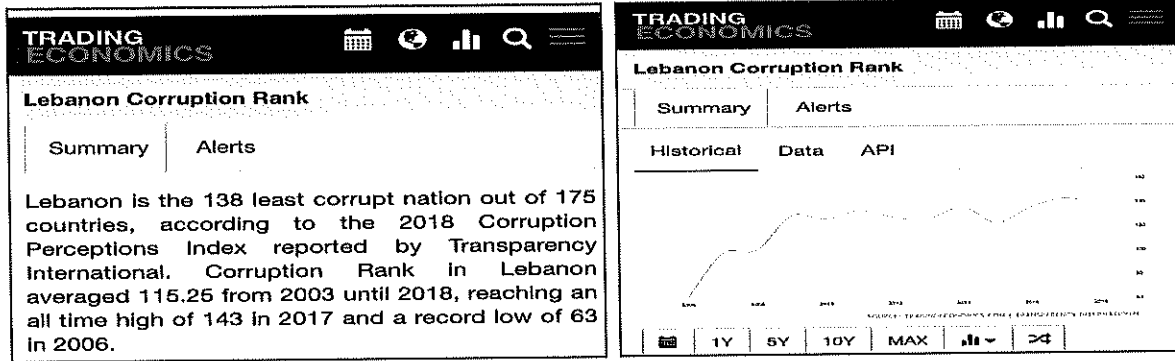 TRADING
ECONOMICS
Lebanon Corruption Rank
Summary
Alerts
Lebanon is the 138 least corrupt nation out of 175
countries, according to the 2018 Corruption
Perceptions Index reported by Transparency
International. Corruption Rank in Lebanon
averaged 115.25 from 2003 until 2018, reaching an
all time high of 143 in 2017 and a record low of 63
in 2006.
TRADING
ECONOMICS
Lebanon Corruption Rank
Summary
Alerts
Historical
Data
API
1Y
5Y
10Y
MAX